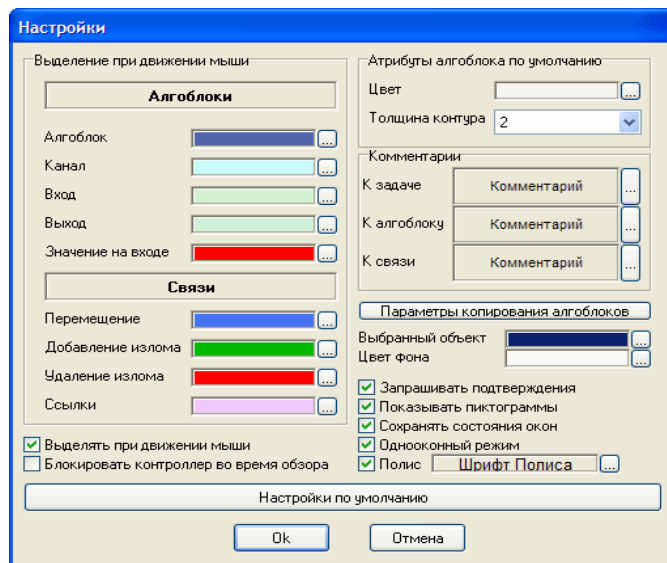 Настройки
Выделение при движении мыши
Алгоблоки
Алгоблок ...
Канал ...
Вход ...
Выход ...
Значение на входе ...
Связи
Перемещение ...
Добавление излома ...
Удаление излома ...
Ссылки ...
Выделять при движении мыши
Блокировать контроллер во время обзора
Атрибуты алгоблока по умолчанию
Цвет ...
Толщина контура 2
Комментарии
К задаче Комментарий ...
К алгоблоку Комментарий ...
К связи Комментарий ...
Параметры копирования алгоблоков
Выбранный объект ...
Цвет фона ...
Запрашивать подтверждения
Показывать пиктограммы
Сохранять состояния окон
Однооконный режим
Полис Шрифт Полиса ...
Настройки по умолчанию
Ok Отмена